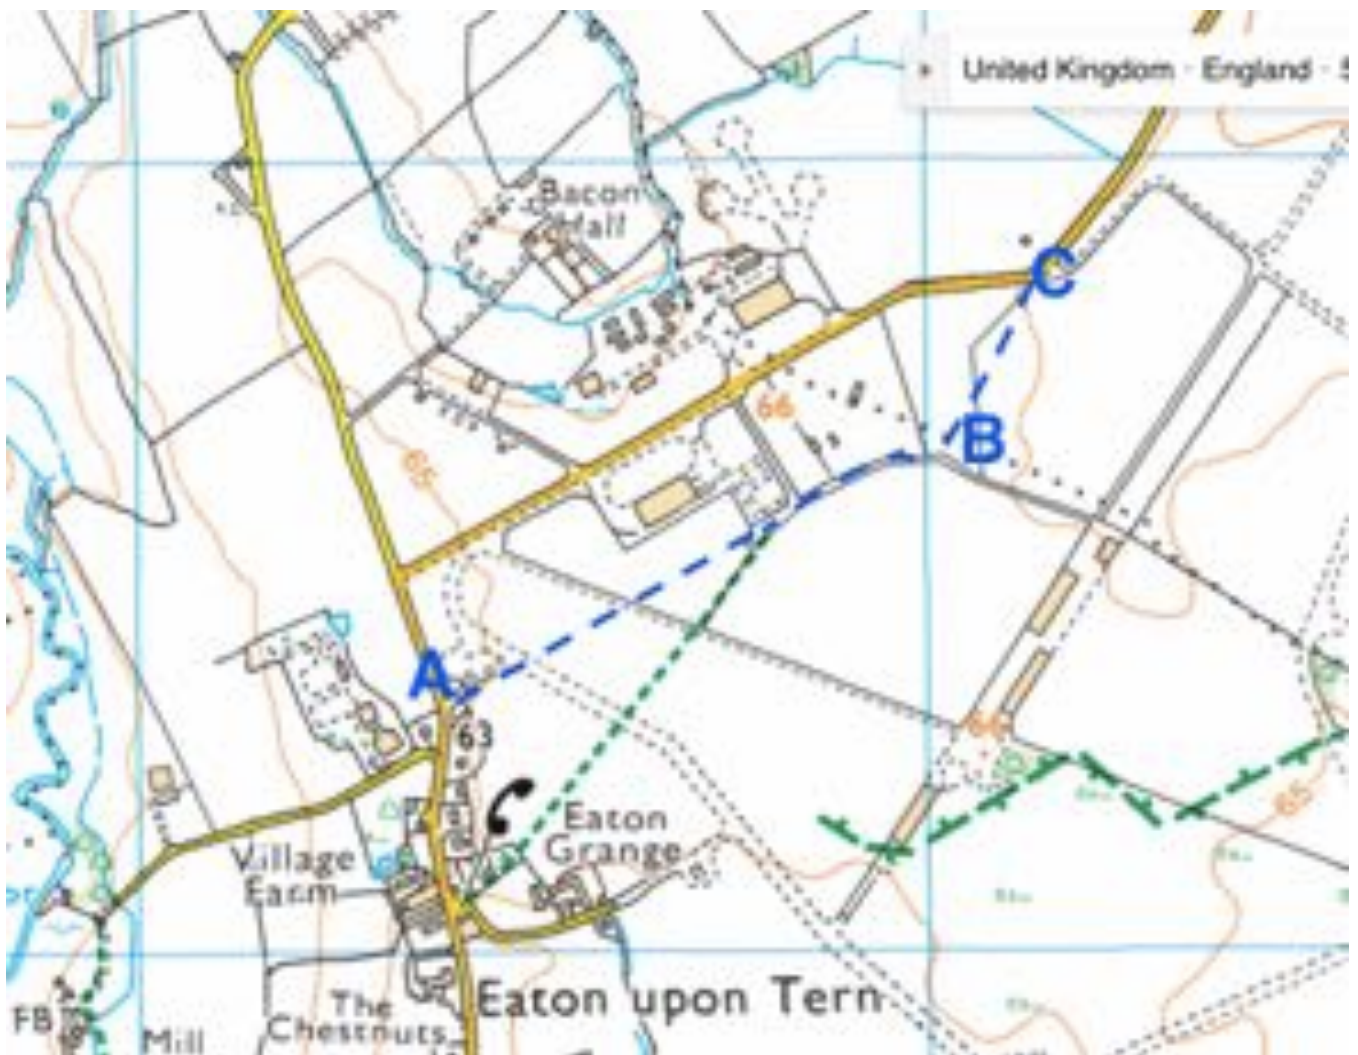 United Kingdom · England ·
Bacon
Hall
C
66
B
65
A
63
Eaton
Grange
Village
Farm
65
Eaton upon Tern
The
Chestnuts
FB
Mill